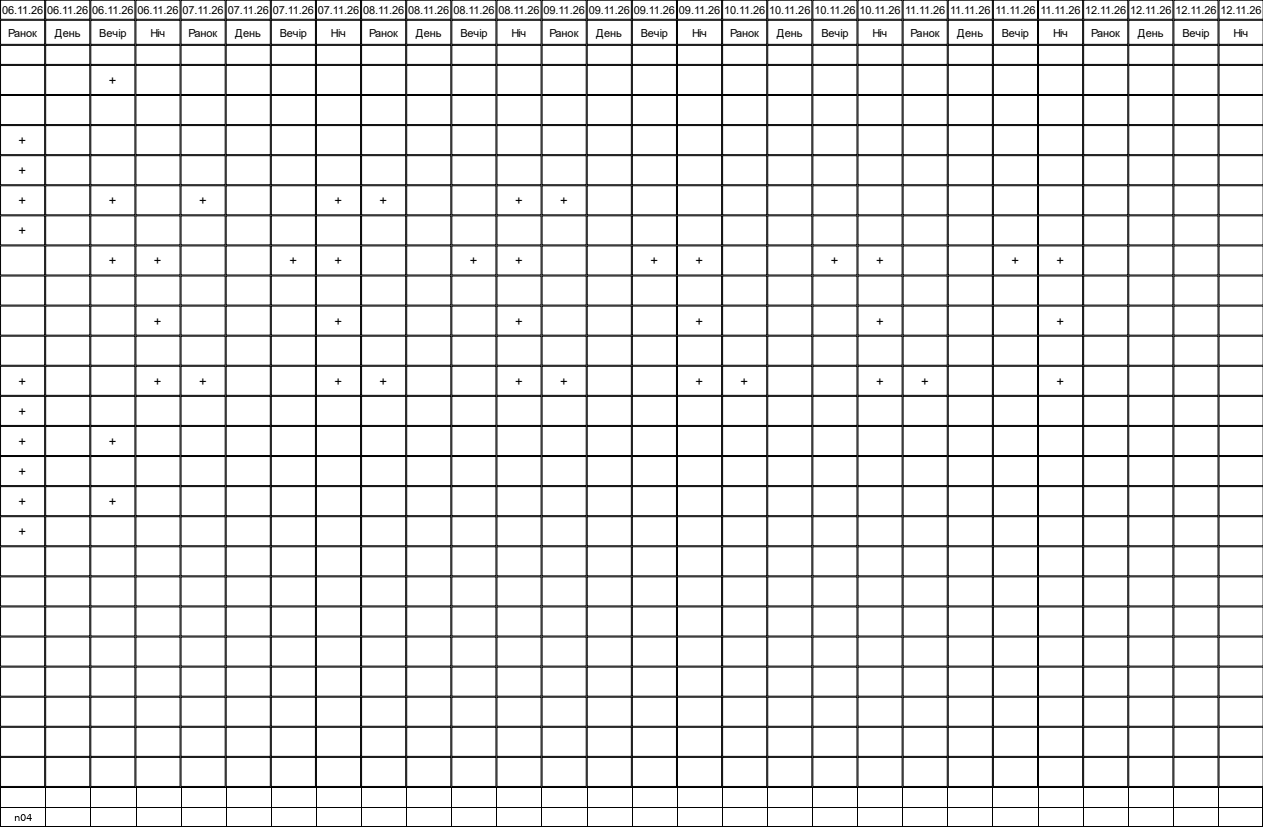 06.11.26 06.11.26 06.11.26 06.11.26 07.11.26 07.11.26 07.11.26 07.11.26 08.11.26 08.11.26 08.11.26 08.11.26 09.11.26 09.11.26 09.11.26 09.11.26 10.11.26 10.11.26 10.11.26 10.11.26 11.11.26 11.11.26 11.11.26 11.11.26 12.11.26 12.11.26 12.11.26 12.11.26
Ранок День Вечір Ніч Ранок День Вечір Ніч Ранок День Вечір Ніч Ранок День Вечір Ніч Ранок День Вечір Ніч Ранок День Вечір Ніч Ранок День Вечір Ніч
+
+
+
+ + + + + + +
+
+ + + + + + + + + + + +
+ + + + + +
+ + + + + + + + + + + +
+
+ +
+
+ +
+
n04